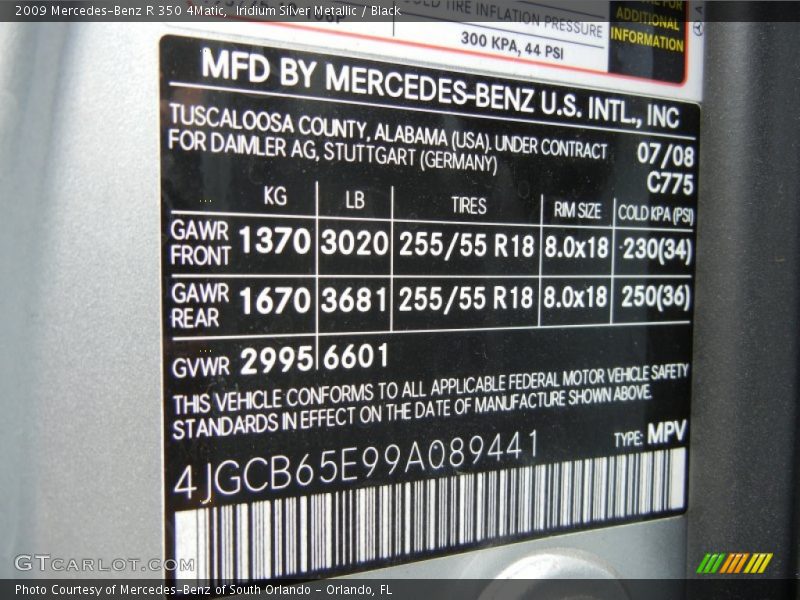 2009 Mercedes-Benz R 350 4Matic, Iridium Silver Metallic / Black
TIRE INFLATION PRESSURE
300 KPA, 44 PSI
ADDITIONAL
INFORMATION
MFD BY MERCEDES-BENZ U.S. INTL., INC
TUSCALOOSA COUNTY, ALABAMA (USA). UNDER CONTRACT
FOR DAIMLER AG, STUTTGART (GERMANY)
07/08
C775
KG LB TIRES RIM SIZE COLD KPA (PSI)
GAWR FRONT 1370 3020 255/55 R18 8.0x18 230(34)
GAWR REAR 1670 3681 255/55 R18 8.0x18 250(36)
GVWR 2995 6601
THIS VEHICLE CONFORMS TO ALL APPLICABLE FEDERAL MOTOR VEHICLE SAFETY
STANDARDS IN EFFECT ON THE DATE OF MANUFACTURE SHOWN ABOVE.
4JGCB65E99A089441
TYPE: MPV
GTCARLOT.COM
Photo Courtesy of Mercedes-Benz of South Orlando - Orlando, FL